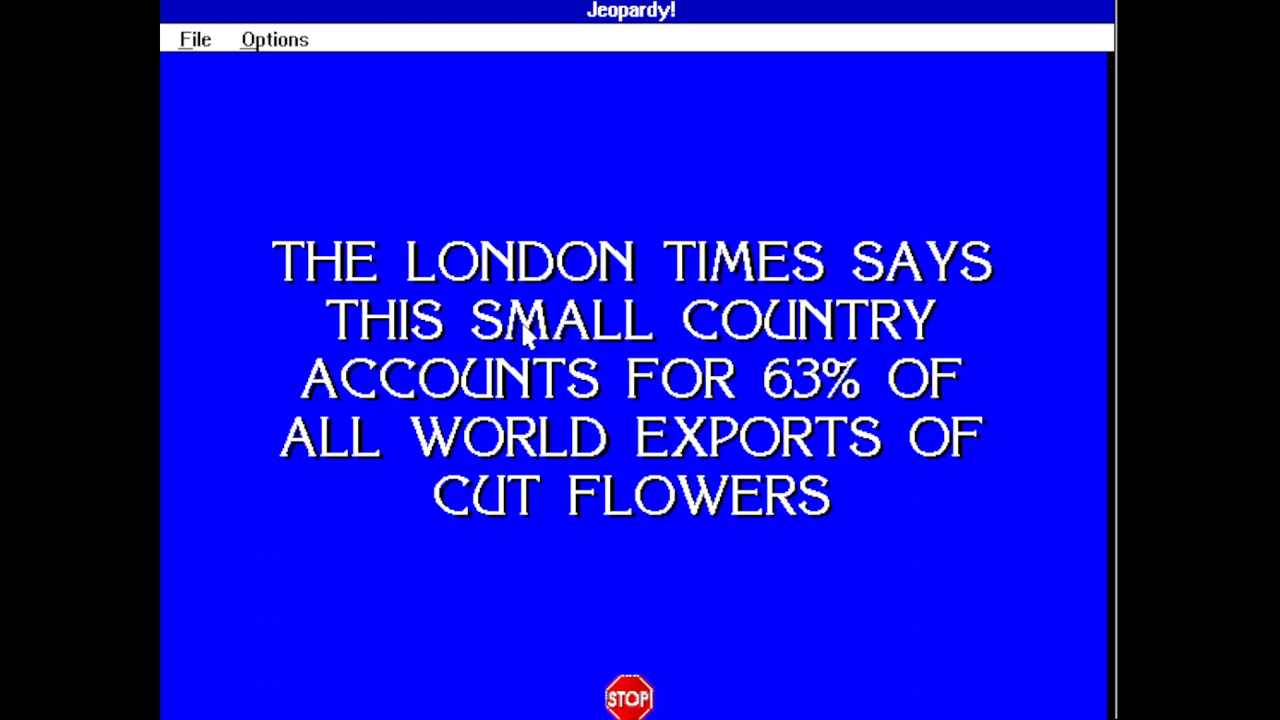 Jeopardy!
File Options
THE LONDON TIMES SAYS
THIS SMALL COUNTRY
ACCOUNTS FOR 63% OF
ALL WORLD EXPORTS OF
CUT FLOWERS
STOP